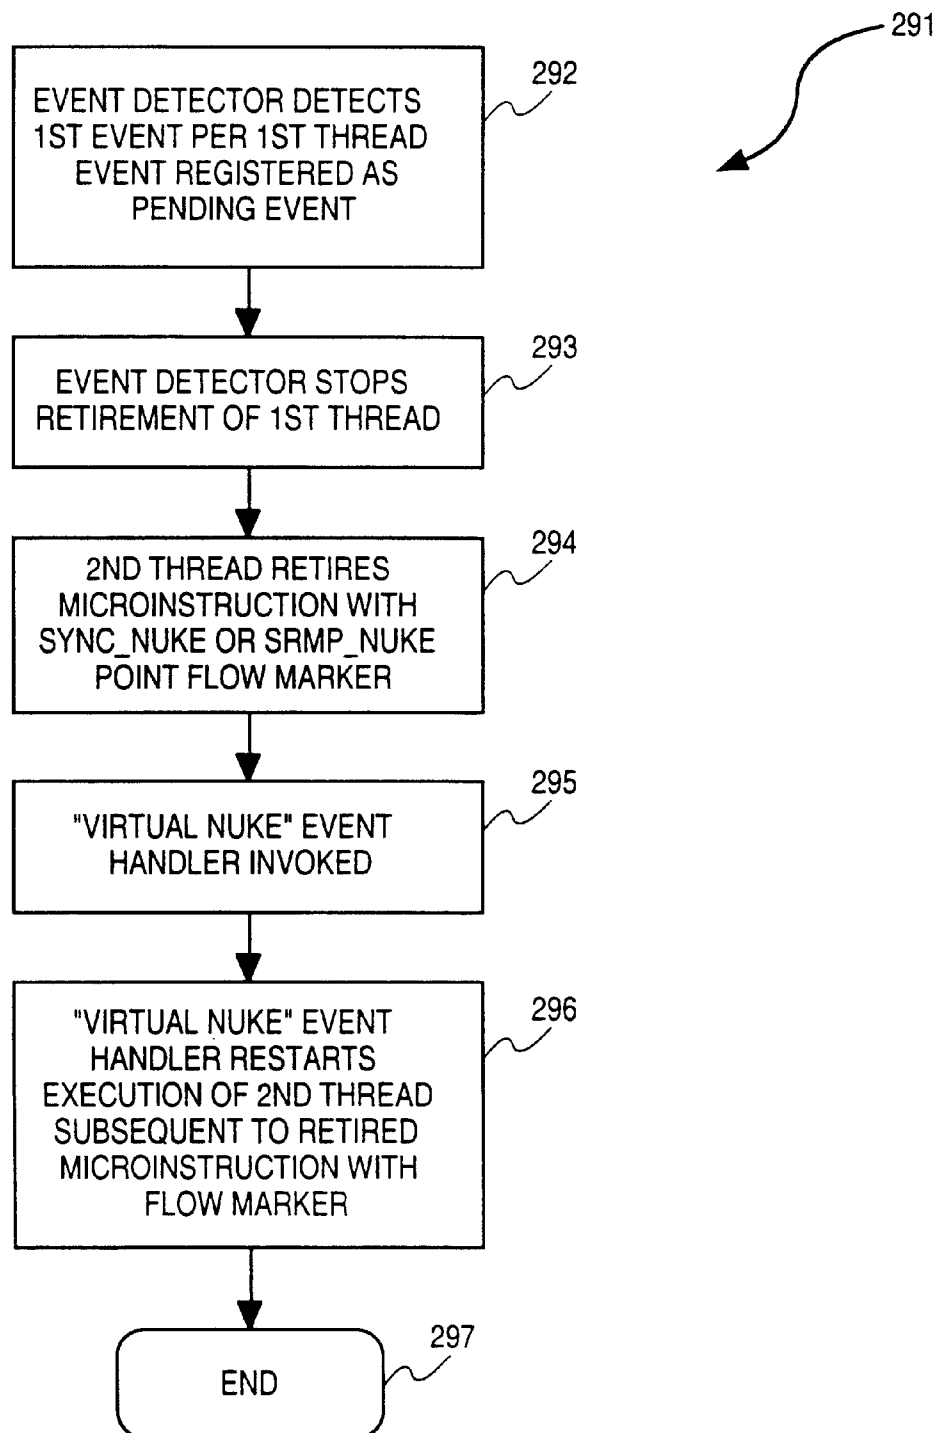 291
292
EVENT DETECTOR DETECTS
1ST EVENT PER 1ST THREAD
EVENT REGISTERED AS
PENDING EVENT
293
EVENT DETECTOR STOPS
RETIREMENT OF 1ST THREAD
294
2ND THREAD RETIRES
MICROINSTRUCTION WITH
SYNC_NUKE OR SRMP_NUKE
POINT FLOW MARKER
295
"VIRTUAL NUKE" EVENT
HANDLER INVOKED
296
"VIRTUAL NUKE" EVENT
HANDLER RESTARTS
EXECUTION OF 2ND THREAD
SUBSEQUENT TO RETIRED
MICROINSTRUCTION WITH
FLOW MARKER
297
END